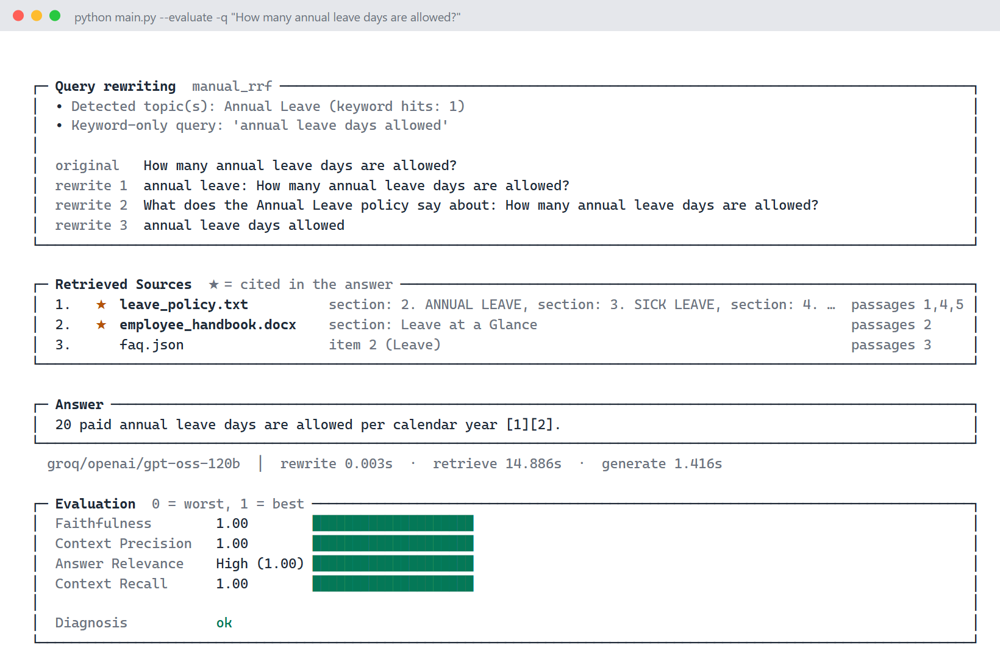 python main.py --evaluate -q "How many annual leave days are allowed?"
Query rewriting manual_rrf
• Detected topic(s): Annual Leave (keyword hits: 1)
• Keyword-only query: 'annual leave days allowed'
original How many annual leave days are allowed?
rewrite 1 annual leave: How many annual leave days are allowed?
rewrite 2 What does the Annual Leave policy say about: How many annual leave days are allowed?
rewrite 3 annual leave days allowed
Retrieved Sources ★ = cited in the answer
1. ★ leave_policy.txt section: 2. ANNUAL LEAVE, section: 3. SICK LEAVE, section: 4. … passages 1,4,5
2. ★ employee_handbook.docx section: Leave at a Glance passages 2
3. faq.json item 2 (Leave) passages 3
Answer
20 paid annual leave days are allowed per calendar year [1][2].
groq/openai/gpt-oss-120b │ rewrite 0.003s · retrieve 14.886s · generate 1.416s
Evaluation 0 = worst, 1 = best
Faithfulness 1.00
Context Precision 1.00
Answer Relevance High (1.00)
Context Recall 1.00
Diagnosis ok